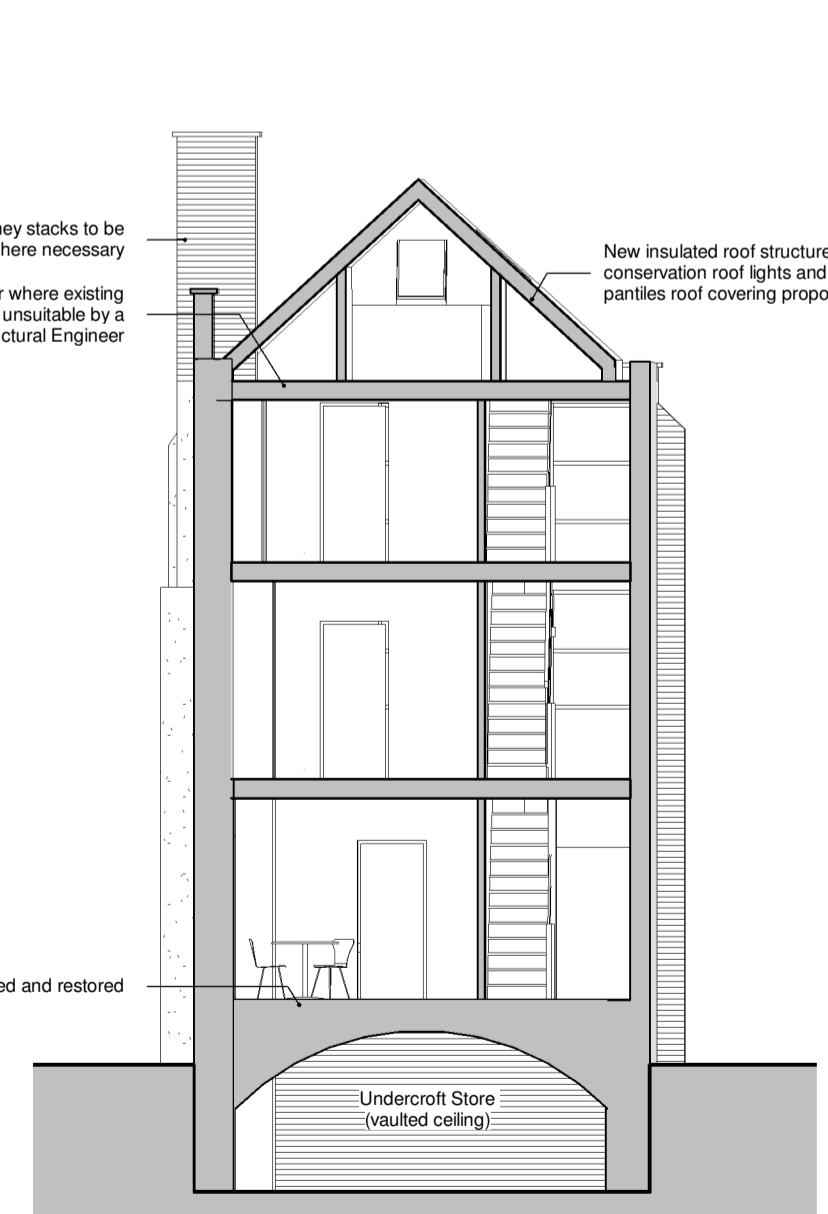 ney stacks to be
here necessary
r where existing
unsuitable by a
ctural Engineer
New insulated roof structure
conservation roof lights and
pantiles roof covering propo
ed and restored
Undercroft Store
(vaulted ceiling)